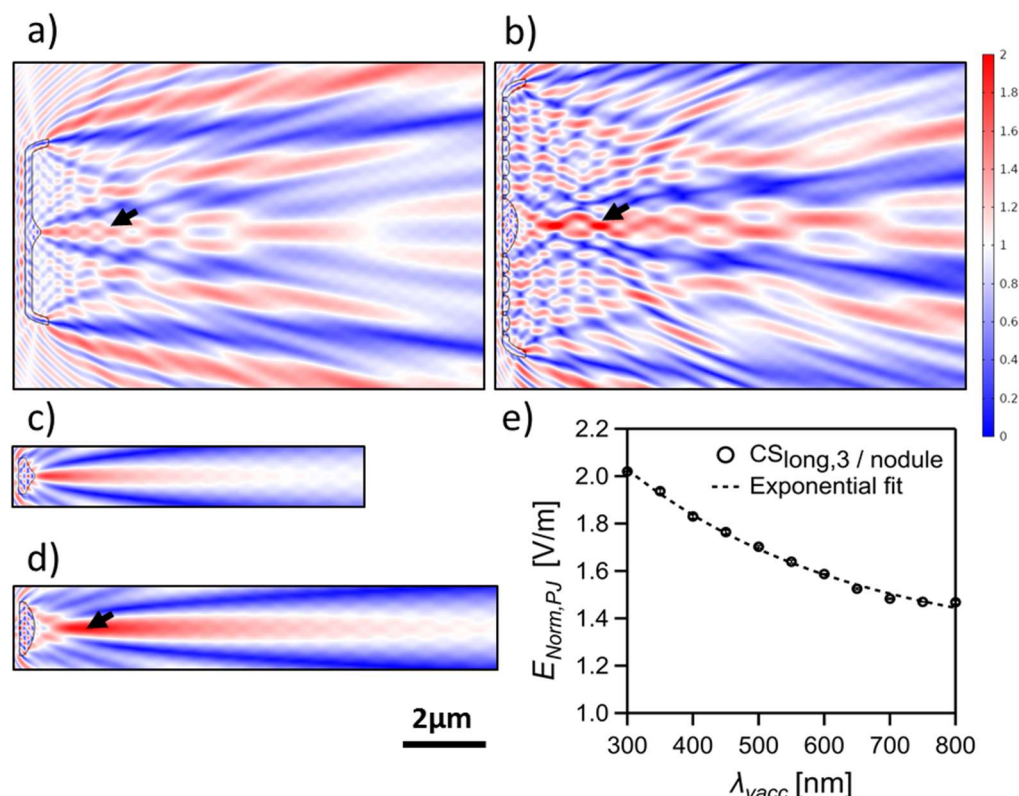 a)
b)
2
1.8
1.6
1.4
1.2
1
0.8
0.6
0.4
0.2
0
c)
d)
2µm
e)
2.2
2.0
1.8
1.6
1.4
1.2
1.0
E_Norm,PJ [V/m]
CS_long,3 / nodule
Exponential fit
300 400 500 600 700 800
λ_vacc [nm]